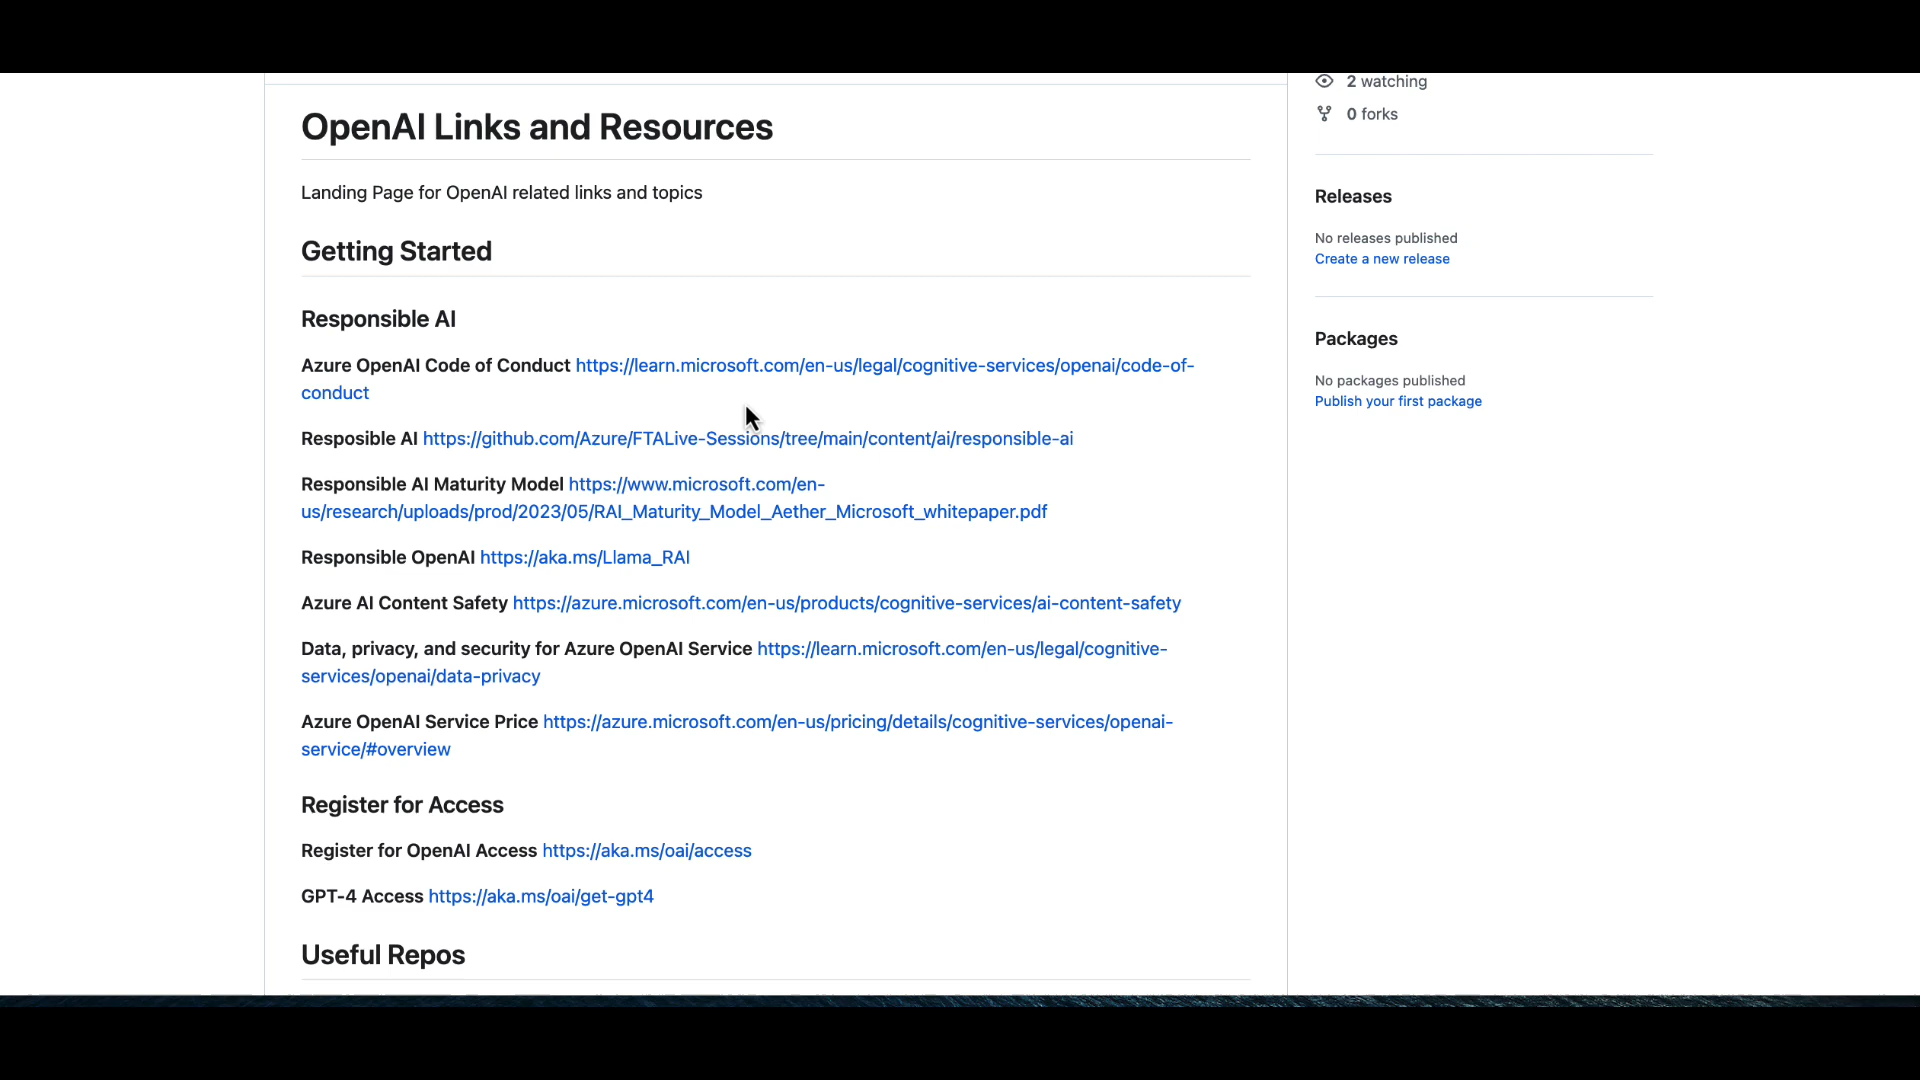 OpenAI Links and Resources
Landing Page for OpenAI related links and topics
Getting Started
Responsible AI
Azure OpenAI Code of Conduct https://learn.microsoft.com/en-us/legal/cognitive-services/openai/code-of-
conduct
Resposible AI https://github.com/Azure/FTALive-Sessions/tree/main/content/ai/responsible-ai
Responsible AI Maturity Model https://www.microsoft.com/en-
us/research/uploads/prod/2023/05/RAI_Maturity_Model_Aether_Microsoft_whitepaper.pdf
Responsible OpenAI https://aka.ms/Llama_RAI
Azure AI Content Safety https://azure.microsoft.com/en-us/products/cognitive-services/ai-content-safety
Data, privacy, and security for Azure OpenAI Service https://learn.microsoft.com/en-us/legal/cognitive-
services/openai/data-privacy
Azure OpenAI Service Price https://azure.microsoft.com/en-us/pricing/details/cognitive-services/openai-
service/#overview
Register for Access
Register for OpenAI Access https://aka.ms/oai/access
GPT-4 Access https://aka.ms/oai/get-gpt4
Useful Repos
2 watching
0 forks
Releases
No releases published
Create a new release
Packages
No packages published
Publish your first package